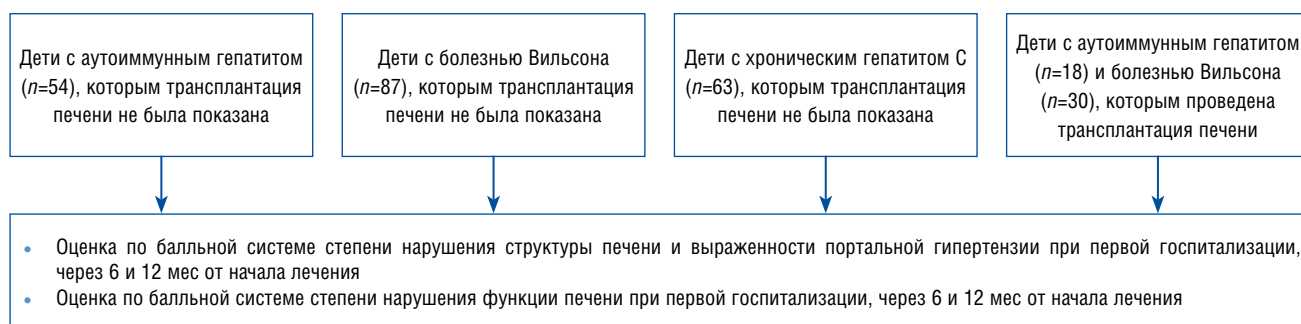 Дети с аутоиммунным гепатитом
(n=54), которым трансплантация
печени не была показана
Дети с болезнью Вильсона
(n=87), которым трансплантация
печени не была показана
Дети с хроническим гепатитом С
(n=63), которым трансплантация
печени не была показана
Дети с аутоиммунным гепатитом
(n=18) и болезнью Вильсона
(n=30), которым проведена
трансплантация печени
• Оценка по балльной системе степени нарушения структуры печени и выраженности портальной гипертензии при первой госпитализации,
через 6 и 12 мес от начала лечения
• Оценка по балльной системе степени нарушения функции печени при первой госпитализации, через 6 и 12 мес от начала лечения